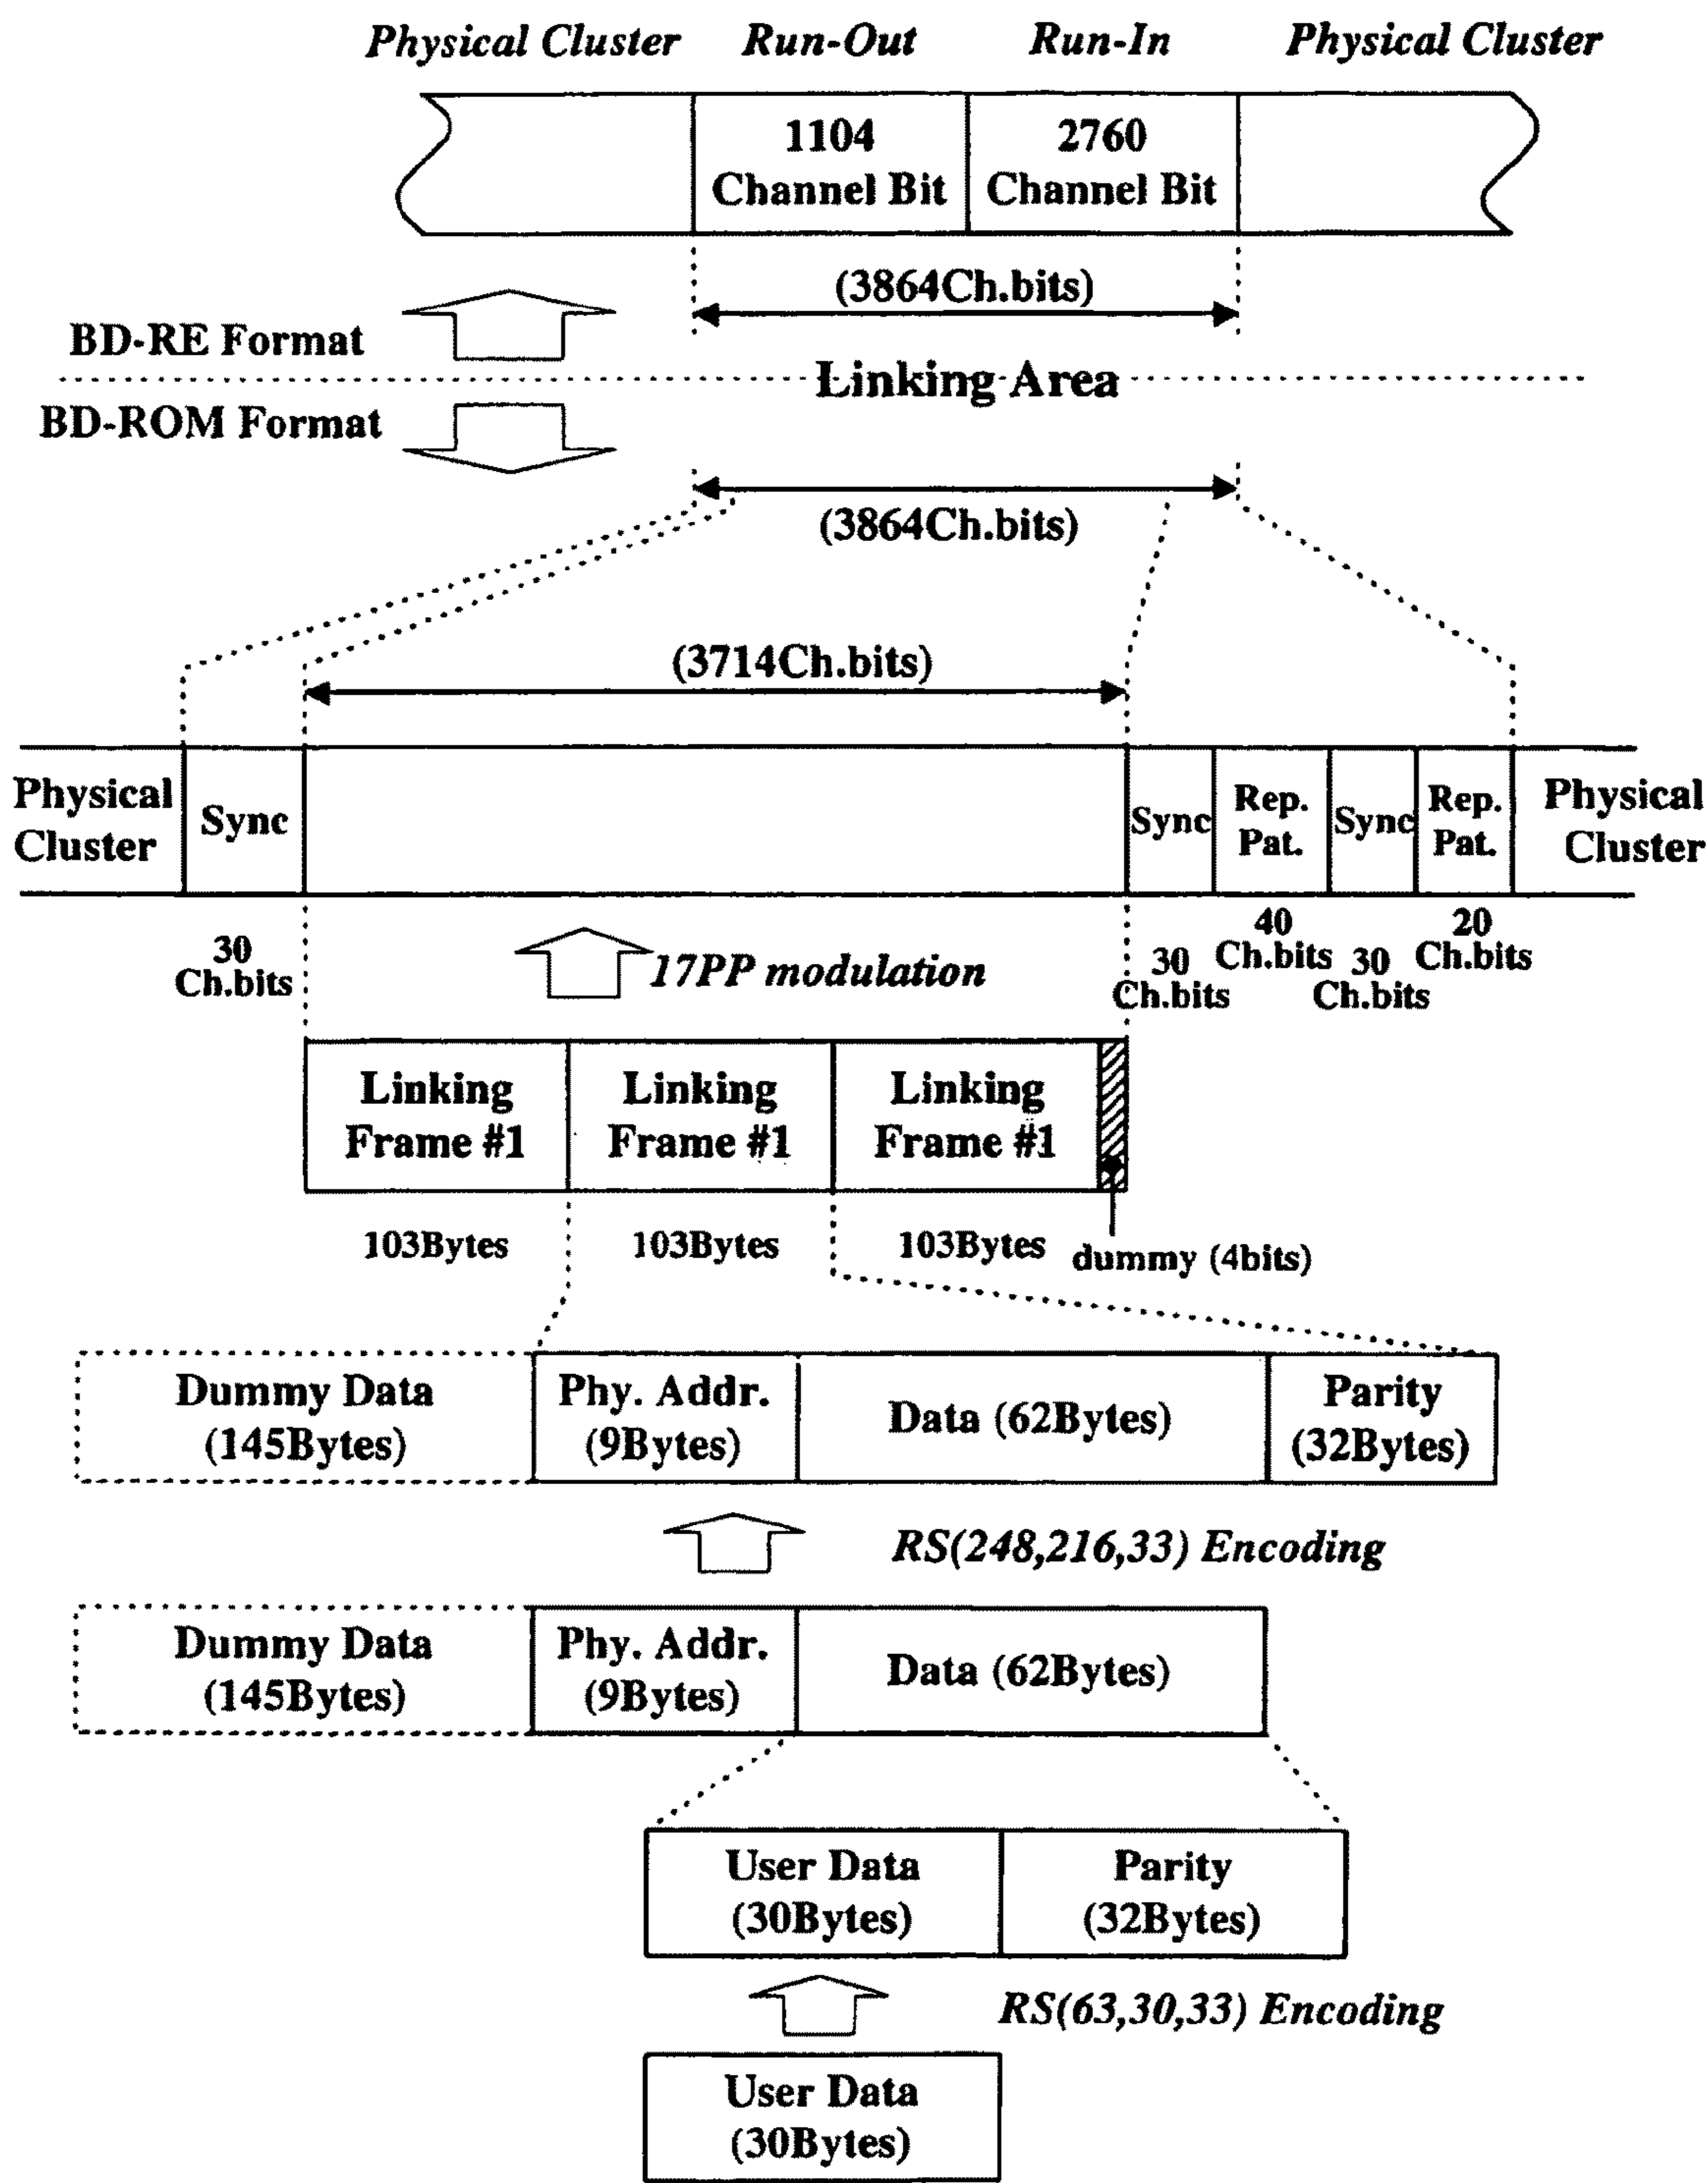 Physical Cluster Run-Out Run-In Physical Cluster
1104
Channel Bit
2760
Channel Bit
(3864Ch.bits)
BD-RE Format
Linking Area
BD-ROM Format
(3864Ch.bits)
(3714Ch.bits)
Physical
Cluster
Sync
Sync
Rep.
Pat.
Sync
Rep.
Pat.
Physical
Cluster
30
Ch.bits
17PP modulation
30
Ch.bits
40
Ch.bits
30
Ch.bits
20
Ch.bits
Linking
Frame #1
Linking
Frame #1
Linking
Frame #1
103Bytes
103Bytes
103Bytes
dummy (4bits)
Dummy Data
(145Bytes)
Phy. Addr.
(9Bytes)
Data (62Bytes)
Parity
(32Bytes)
RS(248,216,33) Encoding
Dummy Data
(145Bytes)
Phy. Addr.
(9Bytes)
Data (62Bytes)
User Data
(30Bytes)
Parity
(32Bytes)
RS(63,30,33) Encoding
User Data
(30Bytes)